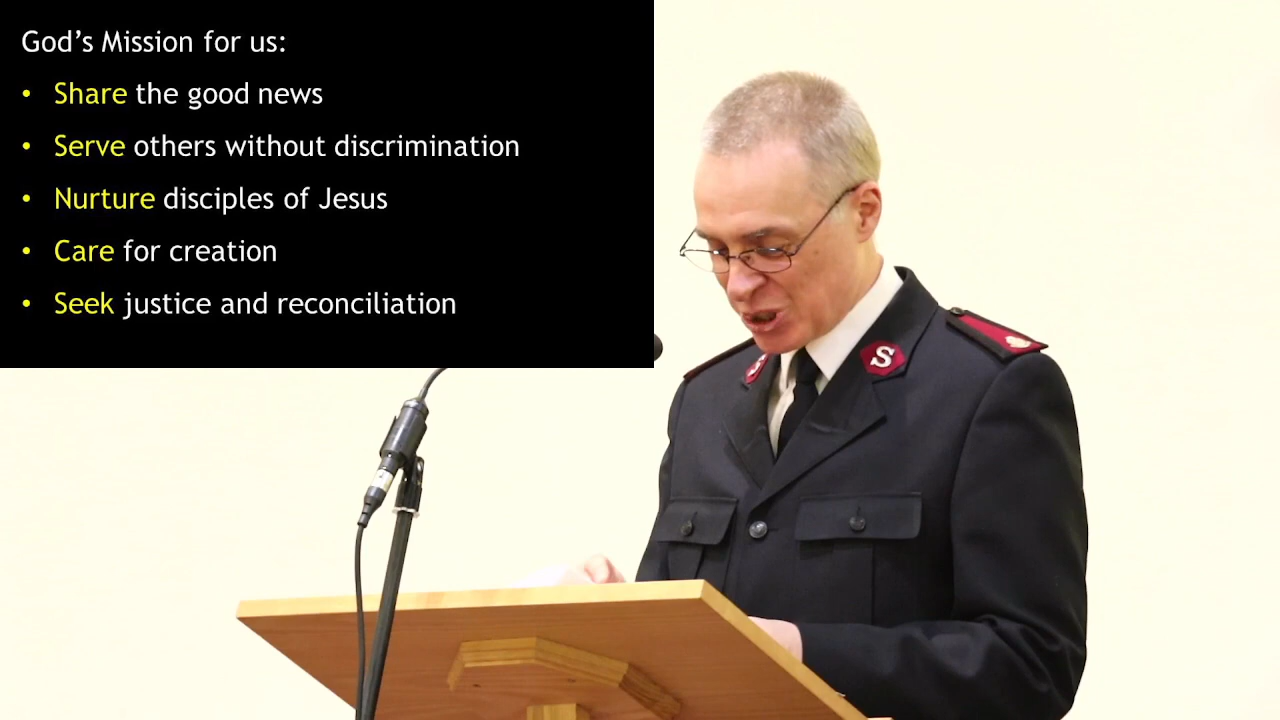 God's Mission for us:
• Share the good news
• Serve others without discrimination
• Nurture disciples of Jesus
• Care for creation
• Seek justice and reconciliation
S
S